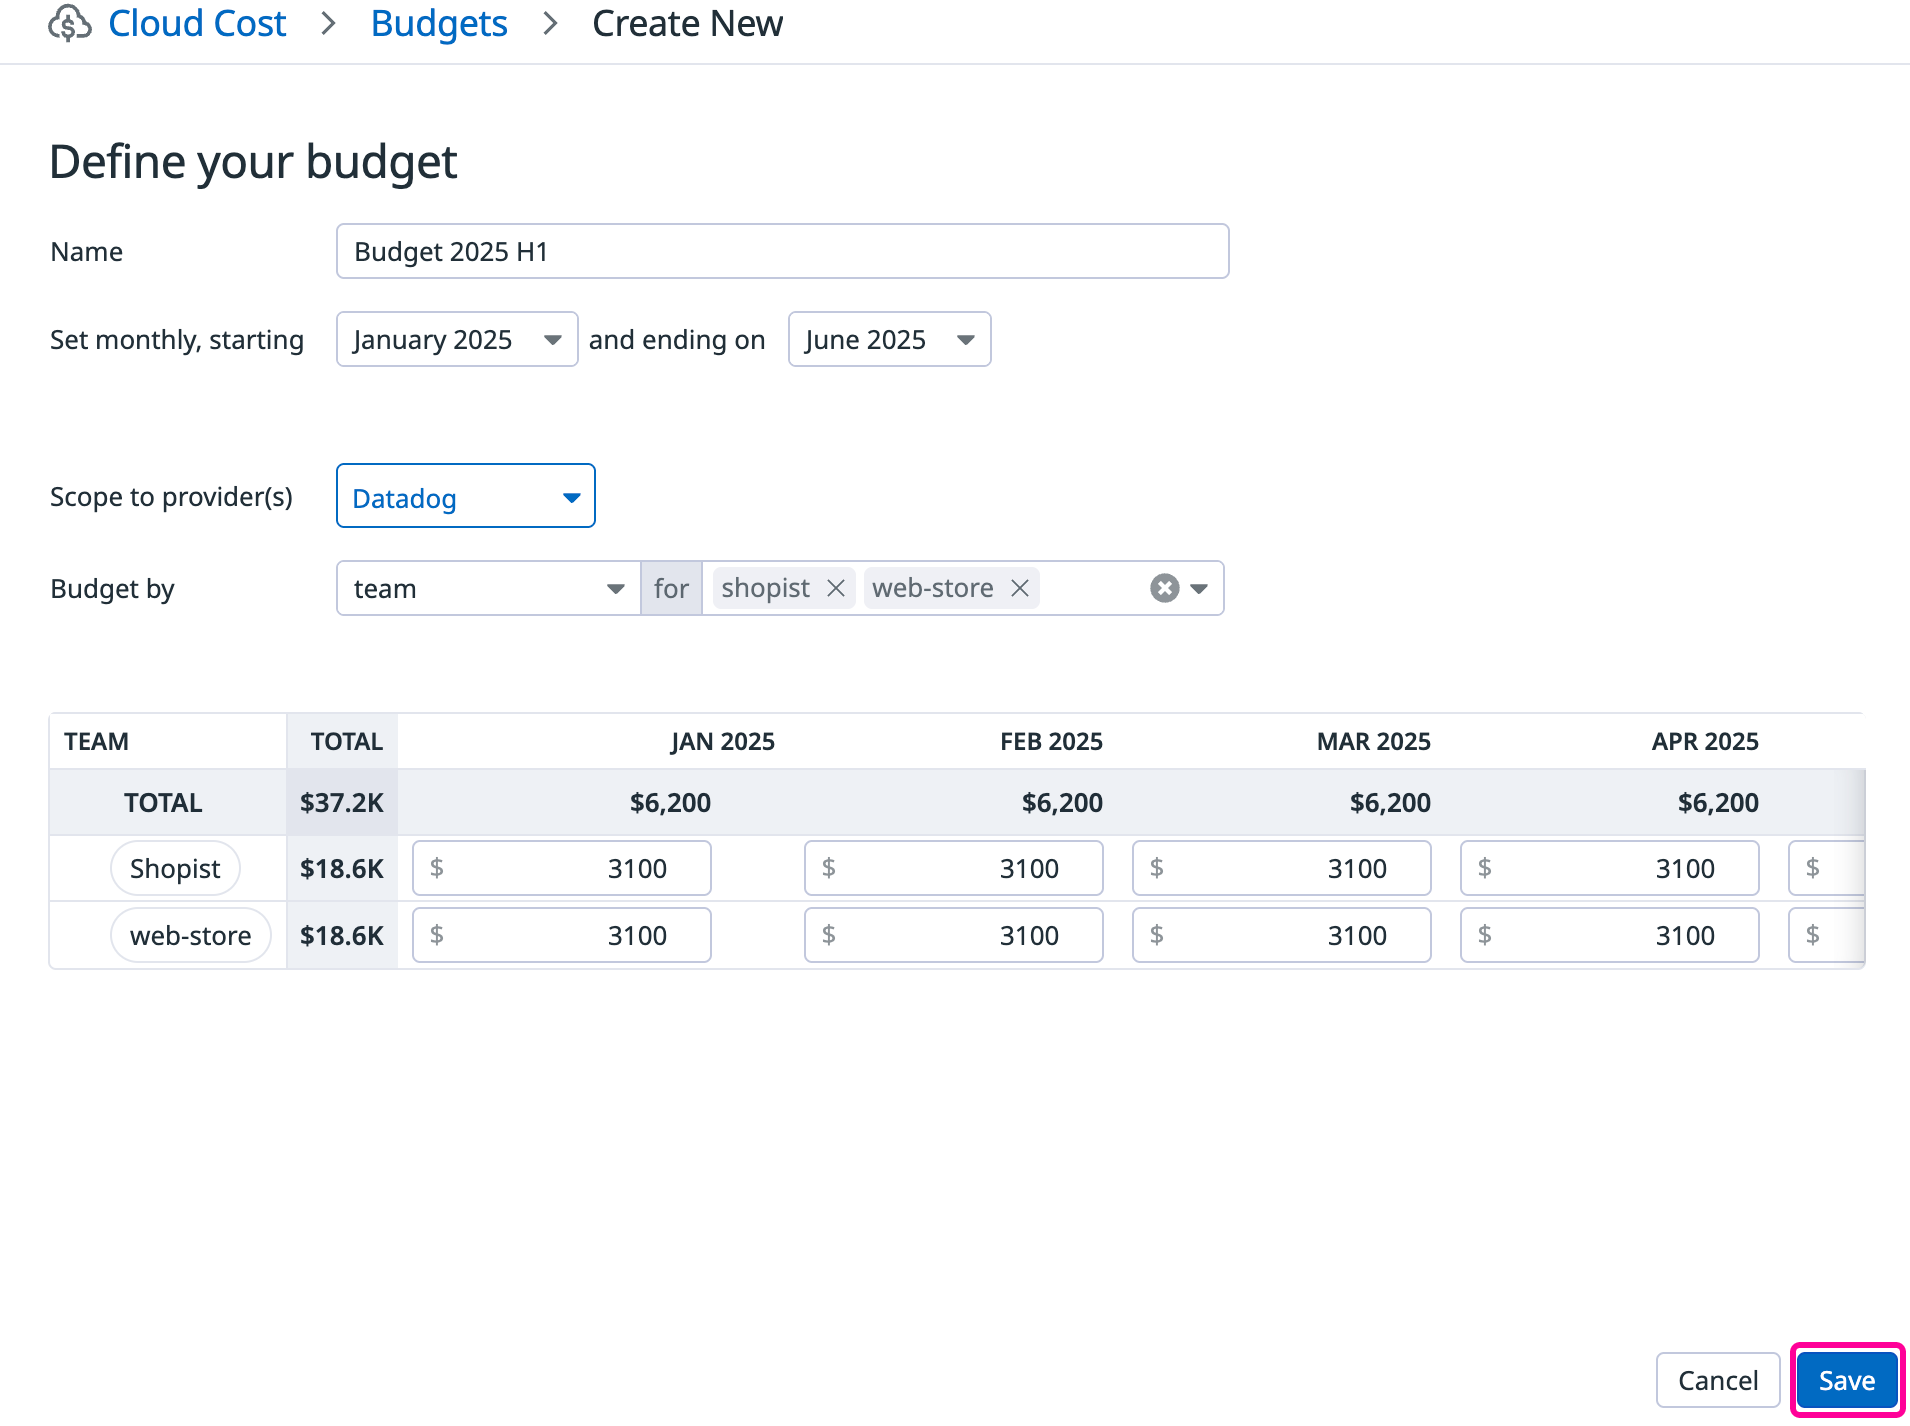 Cloud Cost > Budgets > Create New
Define your budget
Name Budget 2025 H1
Set monthly, starting January 2025 and ending on June 2025
Scope to provider(s) Datadog
Budget by team for shopist web-store
TEAM TOTAL JAN 2025 FEB 2025 MAR 2025 APR 2025
TOTAL $37.2K $6,200 $6,200 $6,200 $6,200
Shopist $18.6K $ 3100 $ 3100 $ 3100 $ 3100 $
web-store $18.6K $ 3100 $ 3100 $ 3100 $ 3100 $
Cancel Save